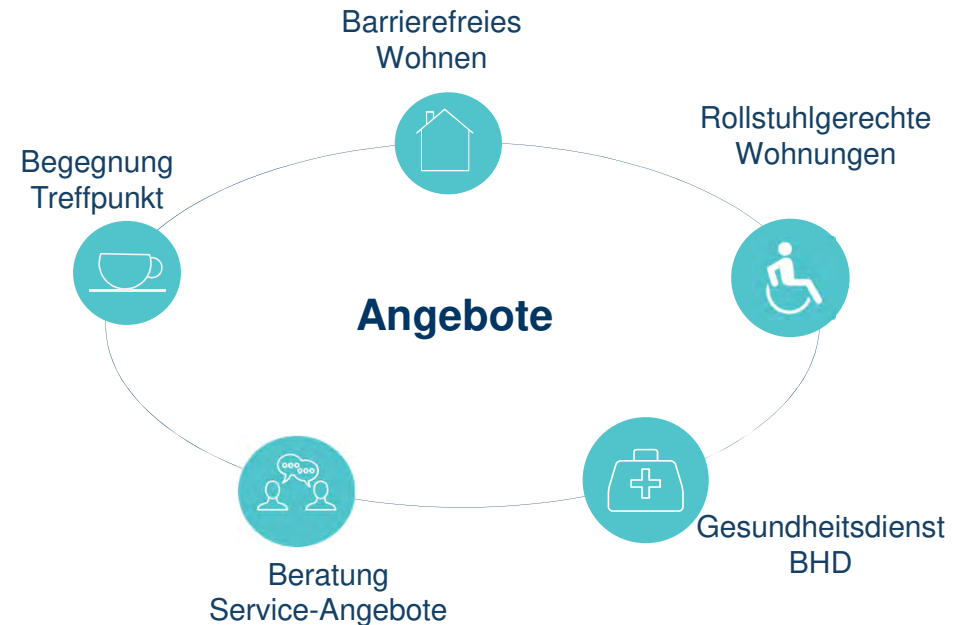 Barrierefreies
Wohnen
Rollstuhlgerechte
Wohnungen
Begegnung
Treffpunkt
Angebote
Gesundheitsdienst
BHD
Beratung
Service-Angebote